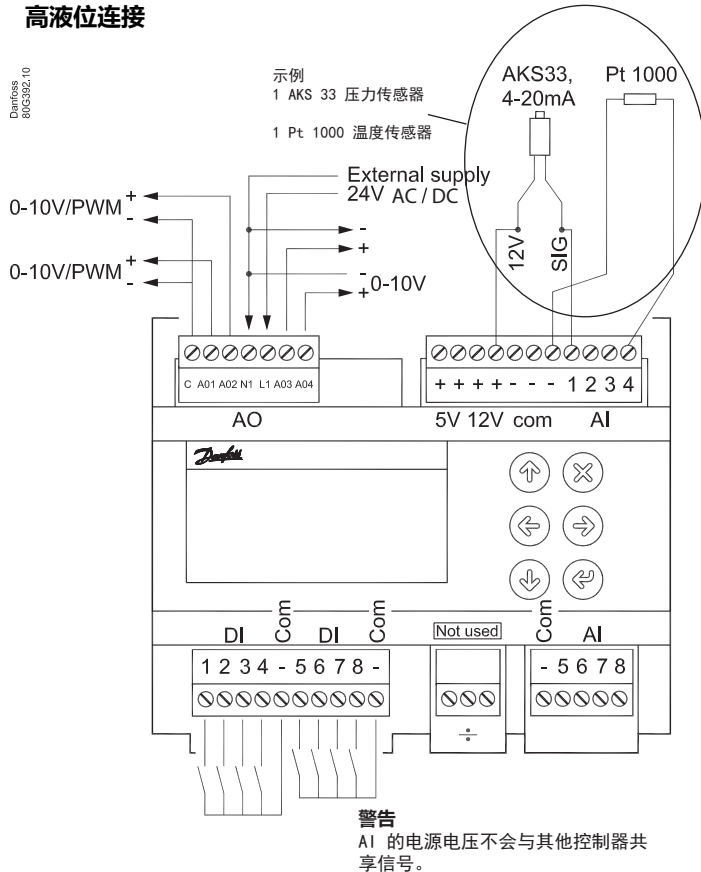 高液位连接
Danfoss
80G392.10
示例
1 AKS 33 压力传感器
1 Pt 1000 温度传感器
AKS33,
4-20mA
Pt 1000
External supply
24V AC / DC
0-10V/PWM + -
0-10V/PWM + -
-
+
-
+ 0-10V
12V
SIG
C A01 A02 N1 L1 A03 A04
+ + + + - - - 1 2 3 4
AO
5V 12V com AI
Danfoss
DI Com DI Com
Not used
Com AI
1 2 3 4 - 5 6 7 8 -
- 5 6 7 8
÷
警告
AI 的电源电压不会与其他控制器共
享信号。